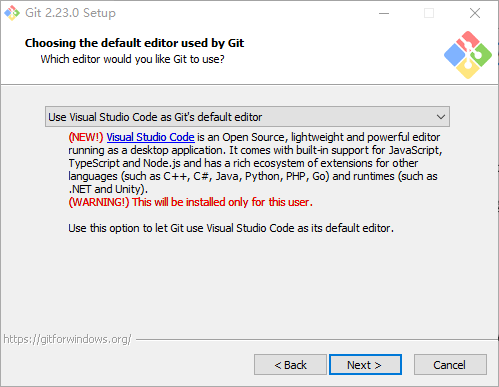 Git 2.23.0 Setup
Choosing the default editor used by Git
Which editor would you like Git to use?
Use Visual Studio Code as Git's default editor
(NEW!) Visual Studio Code is an Open Source, lightweight and powerful editor
running as a desktop application. It comes with built-in support for JavaScript,
TypeScript and Node.js and has a rich ecosystem of extensions for other
languages (such as C++, C#, Java, Python, PHP, Go) and runtimes (such as
.NET and Unity).
(WARNING!) This will be installed only for this user.
Use this option to let Git use Visual Studio Code as its default editor.
https://gitforwindows.org/
< Back
Next >
Cancel